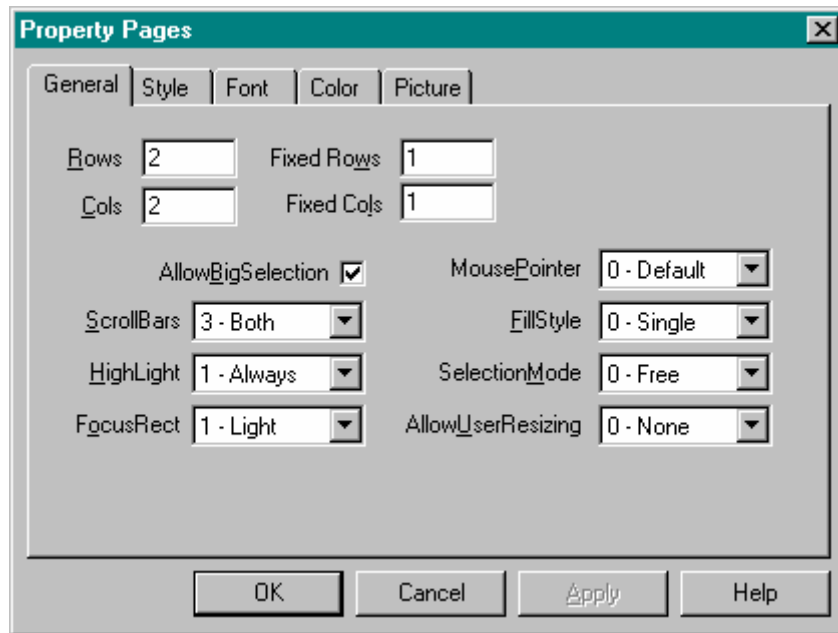 Property Pages
General Style Font Color Picture
Rows 2 Fixed Rows 1
Cols 2 Fixed Cols 1
AllowBigSelection MousePointer 0 - Default
ScrollBars 3 - Both FillStyle 0 - Single
HighLight 1 - Always SelectionMode 0 - Free
FocusRect 1 - Light AllowUserResizing 0 - None
OK Cancel Apply Help